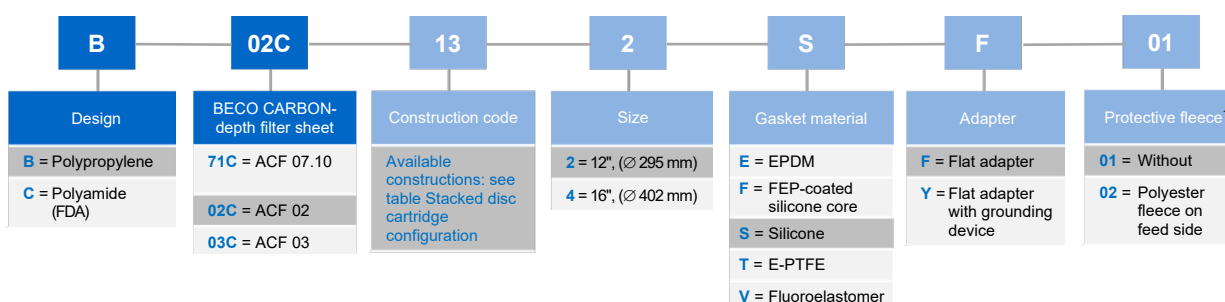 B 02C 13 2 S F 01
Design
B = Polypropylene
C = Polyamide
(FDA)
BECO CARBON-
depth filter sheet
71C = ACF 07.10
02C = ACF 02
03C = ACF 03
Construction code
Available
constructions: see
table Stacked disc
cartridge
configuration
Size
2 = 12", (∅ 295 mm)
4 = 16", (∅ 402 mm)
Gasket material
E = EPDM
F = FEP-coated
silicone core
S = Silicone
T = E-PTFE
V = Fluoroelastomer
Adapter
F = Flat adapter
Y = Flat adapter
with grounding
device
Protective fleece
01 = Without
02 = Polyester
fleece on
feed side